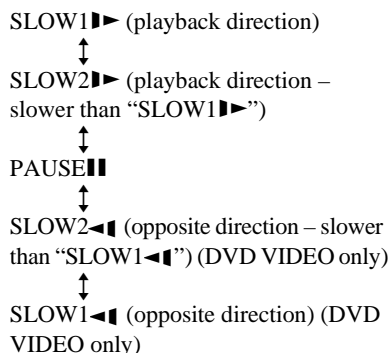 SLOW1▮► (playback direction)
↕
SLOW2▮► (playback direction –
slower than “SLOW1▮►”)
↕
PAUSE▮▮
↕
SLOW2◄▮ (opposite direction – slower
than “SLOW1◄▮”) (DVD VIDEO only)
↕
SLOW1◄▮ (opposite direction) (DVD
VIDEO only)